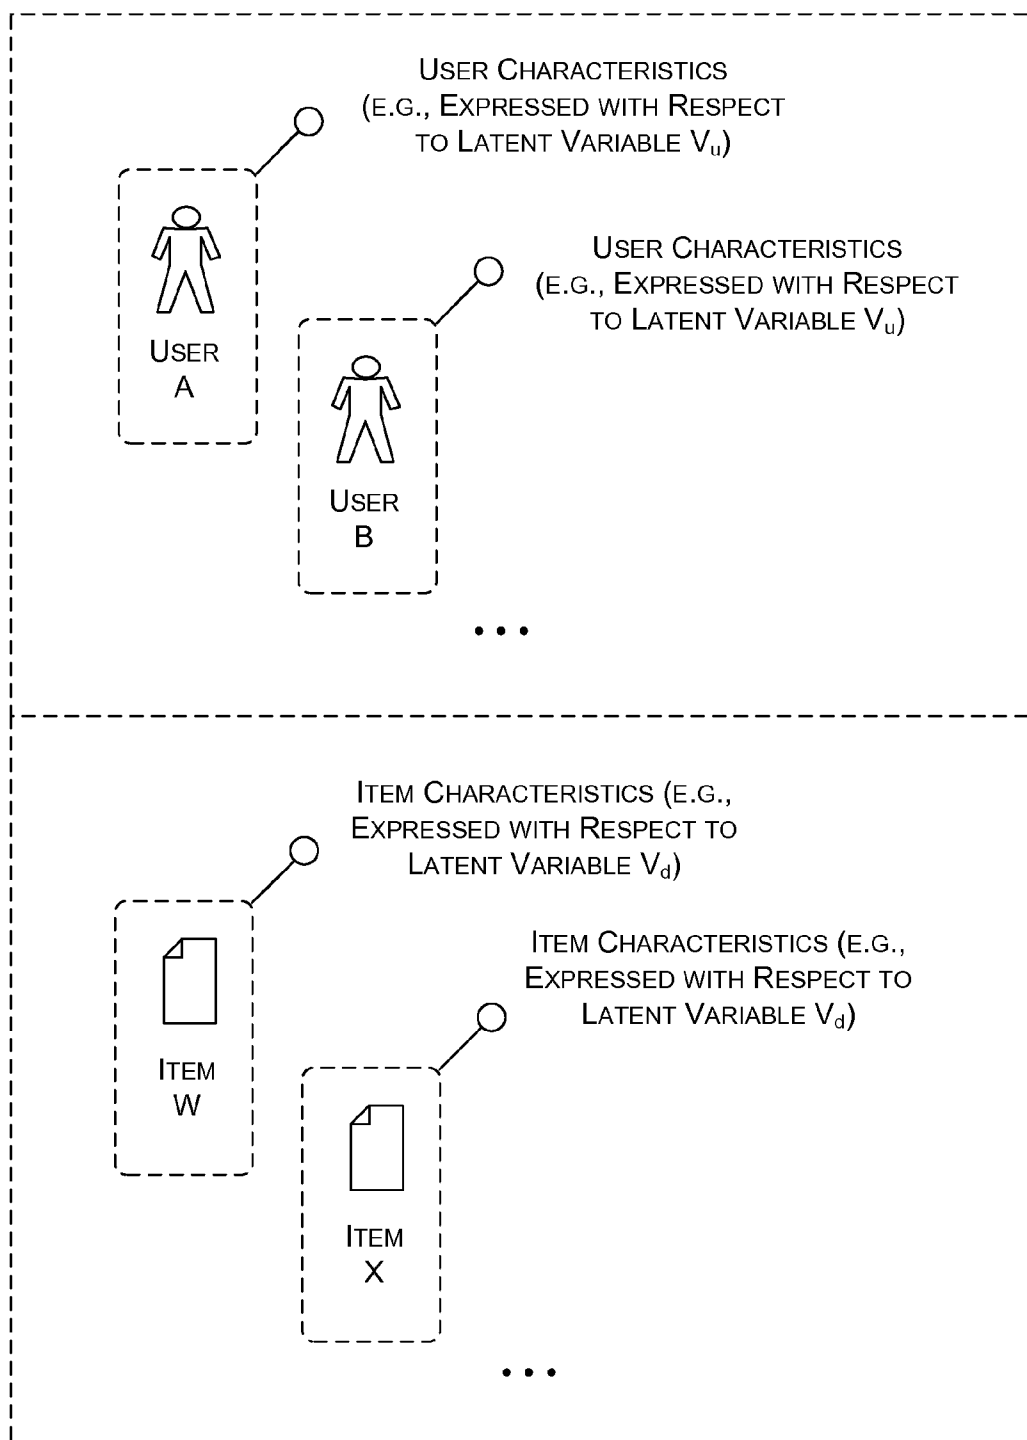 USER CHARACTERISTICS
(E.G., EXPRESSED WITH RESPECT
TO LATENT VARIABLE Vu)
USER
A
USER CHARACTERISTICS
(E.G., EXPRESSED WITH RESPECT
TO LATENT VARIABLE Vu)
USER
B
• • •
ITEM CHARACTERISTICS (E.G.,
EXPRESSED WITH RESPECT TO
LATENT VARIABLE Vd)
ITEM
W
ITEM CHARACTERISTICS (E.G.,
EXPRESSED WITH RESPECT TO
LATENT VARIABLE Vd)
ITEM
X
• • •